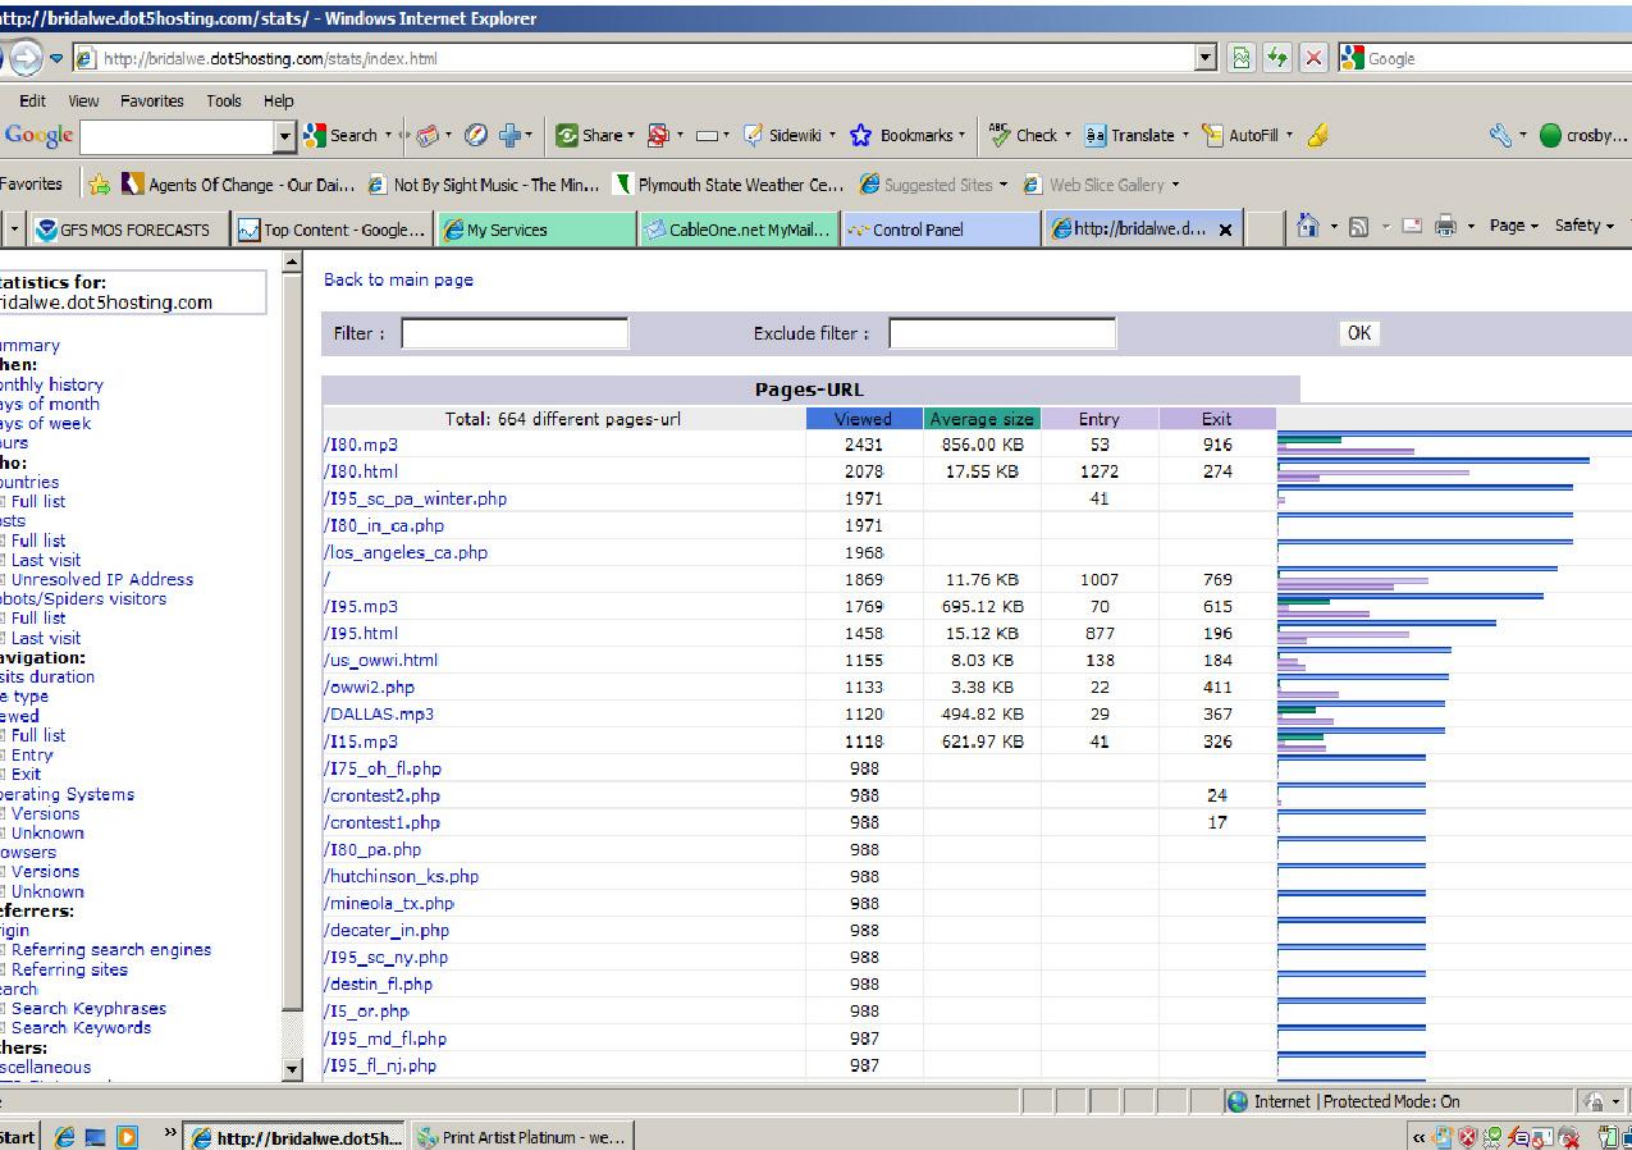 http://bridalwe.dot5hosting.com/stats/ - Windows Internet Explorer
http://bridalwe.dot5hosting.com/stats/index.html
Google
Edit View Favorites Tools Help
Google Search Share Sidewiki Bookmarks Check Translate AutoFill crosby...
Favorites Agents Of Change - Our Dai... Not By Sight Music - The Min... Plymouth State Weather Ce... Suggested Sites Web Slice Gallery
GFS MOS FORECASTS Top Content - Google... My Services CableOne.net MyMail... Control Panel http://bridalwe.d... Page Safety
tatistics for:
ridalwe.dot5hosting.com
ummary
hen:
onthly history
ays of month
ays of week
ours
ho:
ountries
Full list
osts
Full list
Last visit
Unresolved IP Address
obots/Spiders visitors
Full list
Last visit
avigation:
sits duration
e type
ewed
Full list
Entry
Exit
perating Systems
Versions
Unknown
owsers
Versions
Unknown
eferrers:
rigin
Referring search engines
Referring sites
earch
Search Keyphrases
Search Keywords
thers:
scellaneous
Back to main page
Filter : Exclude filter : OK
Pages-URL
Total: 664 different pages-url Viewed Average size Entry Exit
/I80.mp3 2431 856.00 KB 53 916
/I80.html 2078 17.55 KB 1272 274
/I95_sc_pa_winter.php 1971 41
/I80_in_ca.php 1971
/los_angeles_ca.php 1968
/ 1869 11.76 KB 1007 769
/I95.mp3 1769 695.12 KB 70 615
/I95.html 1458 15.12 KB 877 196
/us_owwi.html 1155 8.03 KB 138 184
/owwi2.php 1133 3.38 KB 22 411
/DALLAS.mp3 1120 494.82 KB 29 367
/I15.mp3 1118 621.97 KB 41 326
/I75_oh_fl.php 988
/crontest2.php 988 24
/crontest1.php 988 17
/I80_pa.php 988
/hutchinson_ks.php 988
/mineola_tx.php 988
/decater_in.php 988
/I95_sc_ny.php 988
/destin_fl.php 988
/I5_or.php 988
/I95_md_fl.php 987
/I95_fl_nj.php 987
Internet | Protected Mode: On
Start http://bridalwe.dot5h... Print Artist Platinum - we...